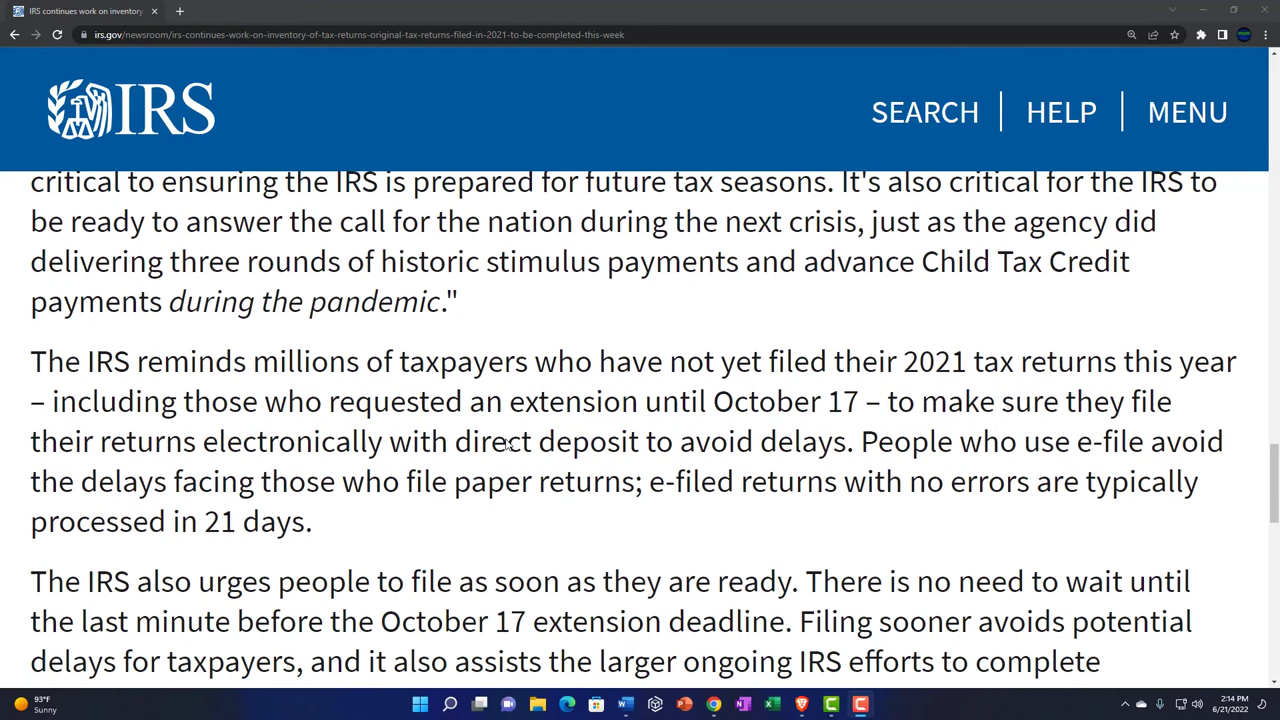 IRS continues work on inventory
irs.gov/newsroom/irs-continues-work-on-inventory-of-tax-returns-original-tax-returns-filed-in-2021-to-be-completed-this-week
IRS
SEARCH
HELP
MENU
critical to ensuring the IRS is prepared for future tax seasons. It's also critical for the IRS to
be ready to answer the call for the nation during the next crisis, just as the agency did
delivering three rounds of historic stimulus payments and advance Child Tax Credit
payments during the pandemic."
The IRS reminds millions of taxpayers who have not yet filed their 2021 tax returns this year
– including those who requested an extension until October 17 – to make sure they file
their returns electronically with direct deposit to avoid delays. People who use e-file avoid
the delays facing those who file paper returns; e-filed returns with no errors are typically
processed in 21 days.
The IRS also urges people to file as soon as they are ready. There is no need to wait until
the last minute before the October 17 extension deadline. Filing sooner avoids potential
delays for taxpayers, and it also assists the larger ongoing IRS efforts to complete
93°F
Sunny
2:14 PM
6/21/2022